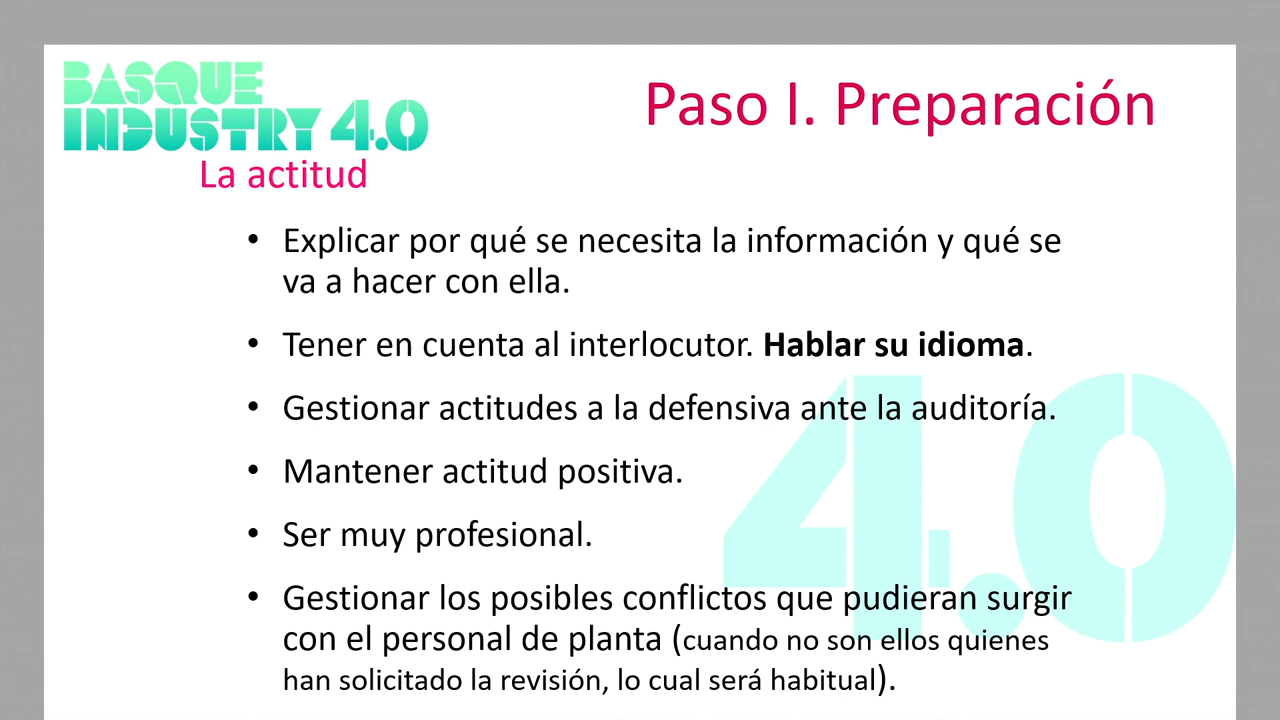 BASQUE
INDUSTRY 4.0
Paso I. Preparación
La actitud
• Explicar por qué se necesita la información y qué se
va a hacer con ella.
• Tener en cuenta al interlocutor. Hablar su idioma.
• Gestionar actitudes a la defensiva ante la auditoría.
• Mantener actitud positiva.
• Ser muy profesional.
• Gestionar los posibles conflictos que pudieran surgir
con el personal de planta (cuando no son ellos quienes
han solicitado la revisión, lo cual será habitual).
4.0